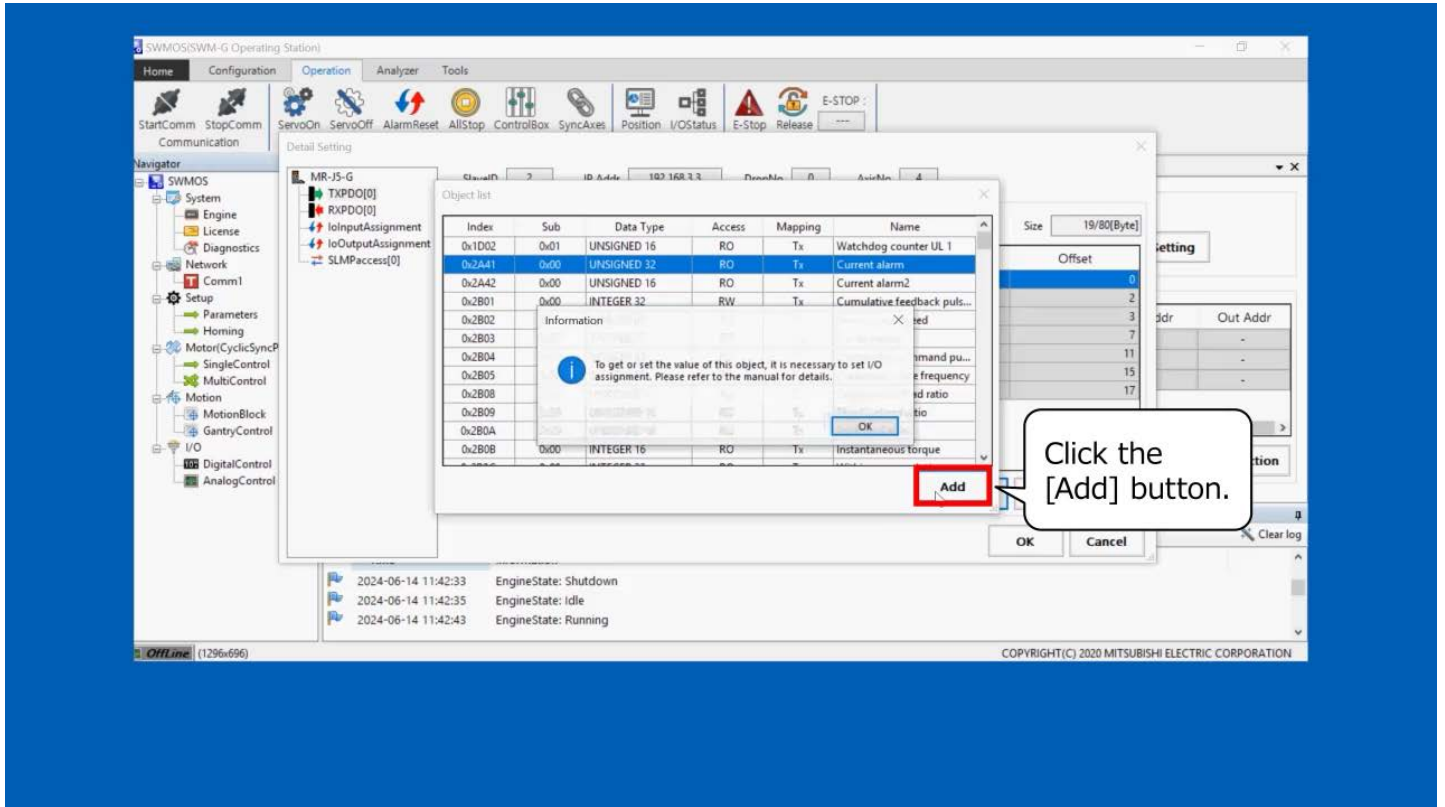 SWMOS(SWM-G Operating Station)
Home Configuration Operation Analyzer Tools
StartComm StopComm ServoOn ServoOff AlarmReset AllStop ControlBox SyncAxes Position I/OStatus E-Stop Release
E-STOP :
---
Communication
Navigator
SWMOS
System
Engine
License
Diagnostics
Network
Comm1
Setup
Parameters
Homing
Motor(CyclicSyncP
SingleControl
MultiControl
Motion
MotionBlock
GantryControl
I/O
DigitalControl
AnalogControl
Detail Setting
MR-J5-G
TXPDO[0]
RXPDO[0]
IoInputAssignment
IoOutputAssignment
SLMPaccess[0]
SlaveID 2 IP Addr 192.168.3.3 DropNo 0 AxisNo 4
Object list
Index Sub Data Type Access Mapping Name
0x1D02 0x01 UNSIGNED 16 RO Tx Watchdog counter UL 1
0x2A41 0x00 UNSIGNED 32 RO Tx Current alarm
0x2A42 0x00 UNSIGNED 16 RO Tx Current alarm2
0x2B01 0x00 INTEGER 32 RW Tx Cumulative feedback puls...
0x2B02 eed
0x2B03
0x2B04 mmand pu...
0x2B05 e frequency
0x2B08 ad ratio
0x2B09 tio
0x2B0A
0x2B0B 0x00 INTEGER 16 RO Tx Instantaneous torque
Information
To get or set the value of this object, it is necessary to set I/O
assignment. Please refer to the manual for details.
OK
Add
Size 19/80[Byte]
Offset
0
2
3
7
11
15
17
OK Cancel
etting
ddr Out Addr
-
-
-
tion
Click the
[Add] button.
Clear log
2024-06-14 11:42:33 EngineState: Shutdown
2024-06-14 11:42:35 EngineState: Idle
2024-06-14 11:42:43 EngineState: Running
OffLine (1296x696)
COPYRIGHT(C) 2020 MITSUBISHI ELECTRIC CORPORATION